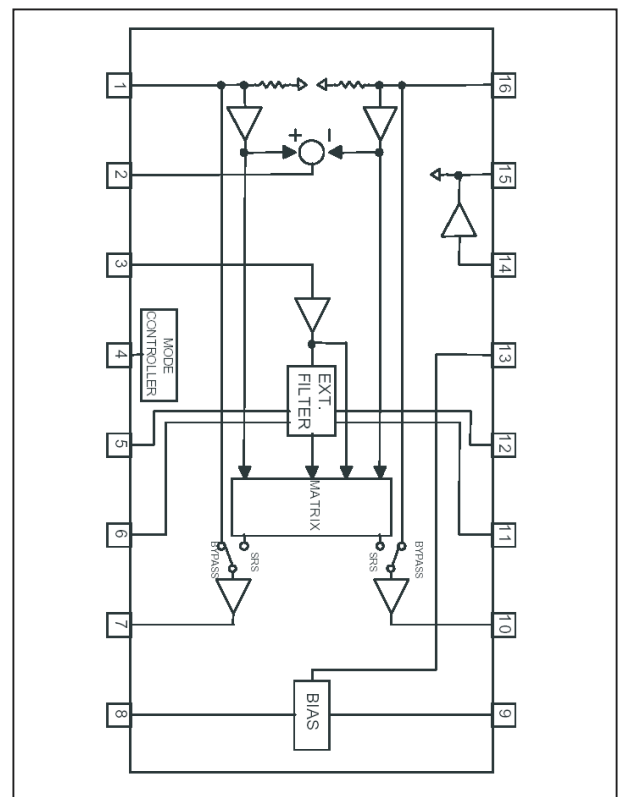 1
16
+
−
2
15
3
14
MODE
CONTROLLER
4
13
EXT.
FILTER
5
12
6
11
MATRIX
BYPASS
SRS
SRS
BYPASS
7
10
BIAS
8
9